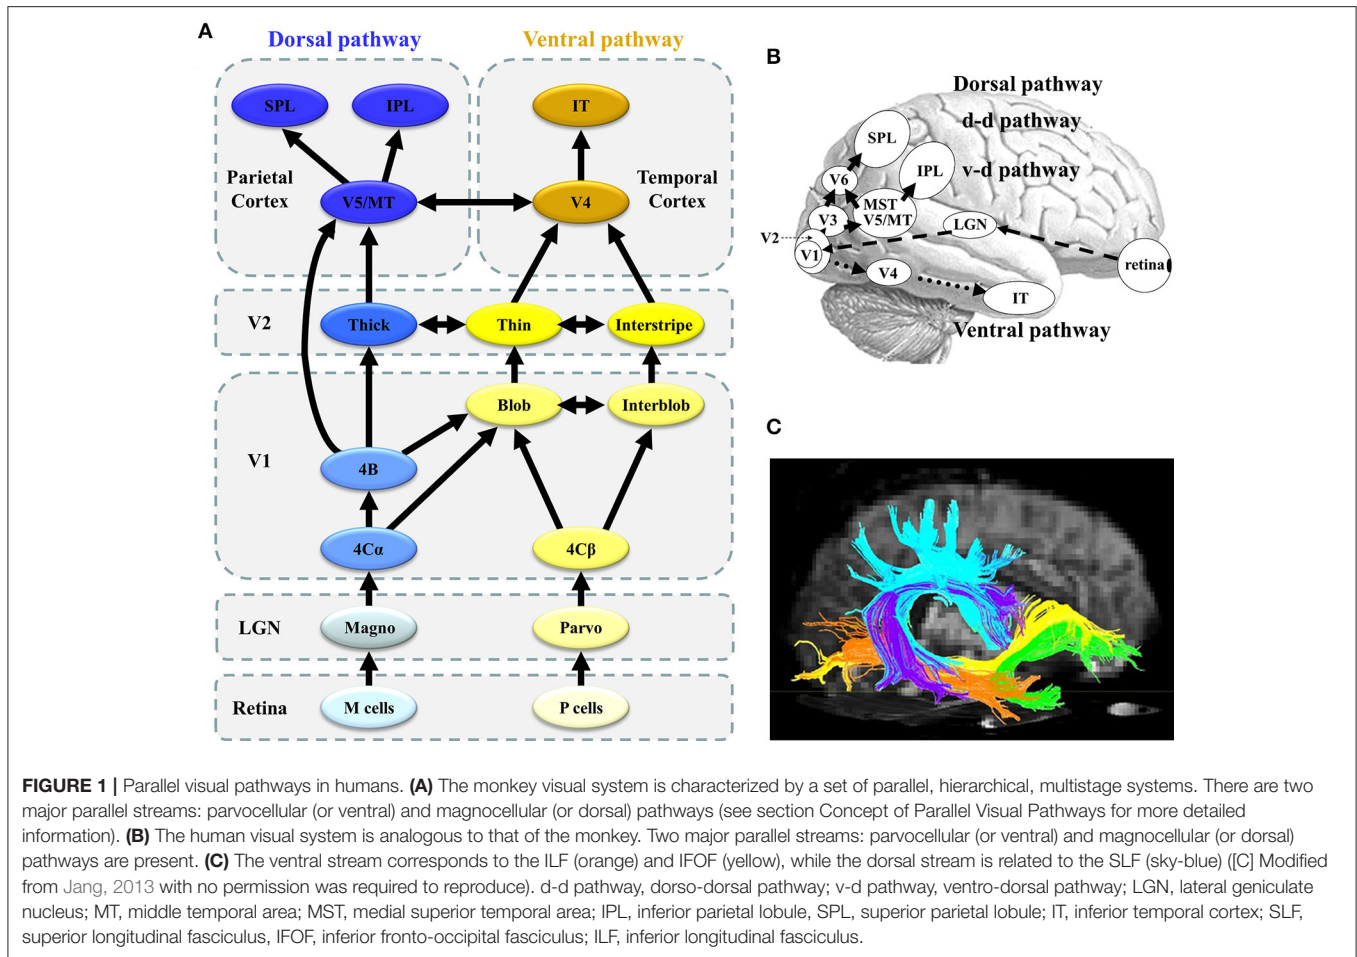 A
Dorsal pathway
Ventral pathway
SPL
IPL
IT
Parietal
Cortex
V5/MT
V4
Temporal
Cortex
V2
Thick
Thin
Interstripe
Blob
Interblob
V1
4B
4Cα
4Cβ
LGN
Magno
Parvo
Retina
M cells
P cells
B
Dorsal pathway
d-d pathway
SPL
v-d pathway
IPL
V6
MST
V5/MT
V3
LGN
V2
V1
V4
retina
IT
Ventral pathway
C
FIGURE 1 | Parallel visual pathways in humans. (A) The monkey visual system is characterized by a set of parallel, hierarchical, multistage systems. There are two
major parallel streams: parvocellular (or ventral) and magnocellular (or dorsal) pathways (see section Concept of Parallel Visual Pathways for more detailed
information). (B) The human visual system is analogous to that of the monkey. Two major parallel streams: parvocellular (or ventral) and magnocellular (or dorsal)
pathways are present. (C) The ventral stream corresponds to the ILF (orange) and IFOF (yellow), while the dorsal stream is related to the SLF (sky-blue) ([C] Modified
from Jang, 2013 with no permission was required to reproduce). d-d pathway, dorso-dorsal pathway; v-d pathway, ventro-dorsal pathway; LGN, lateral geniculate
nucleus; MT, middle temporal area; MST, medial superior temporal area; IPL, inferior parietal lobule, SPL, superior parietal lobule; IT, inferior temporal cortex; SLF,
superior longitudinal fasciculus, IFOF, inferior fronto-occipital fasciculus; ILF, inferior longitudinal fasciculus.